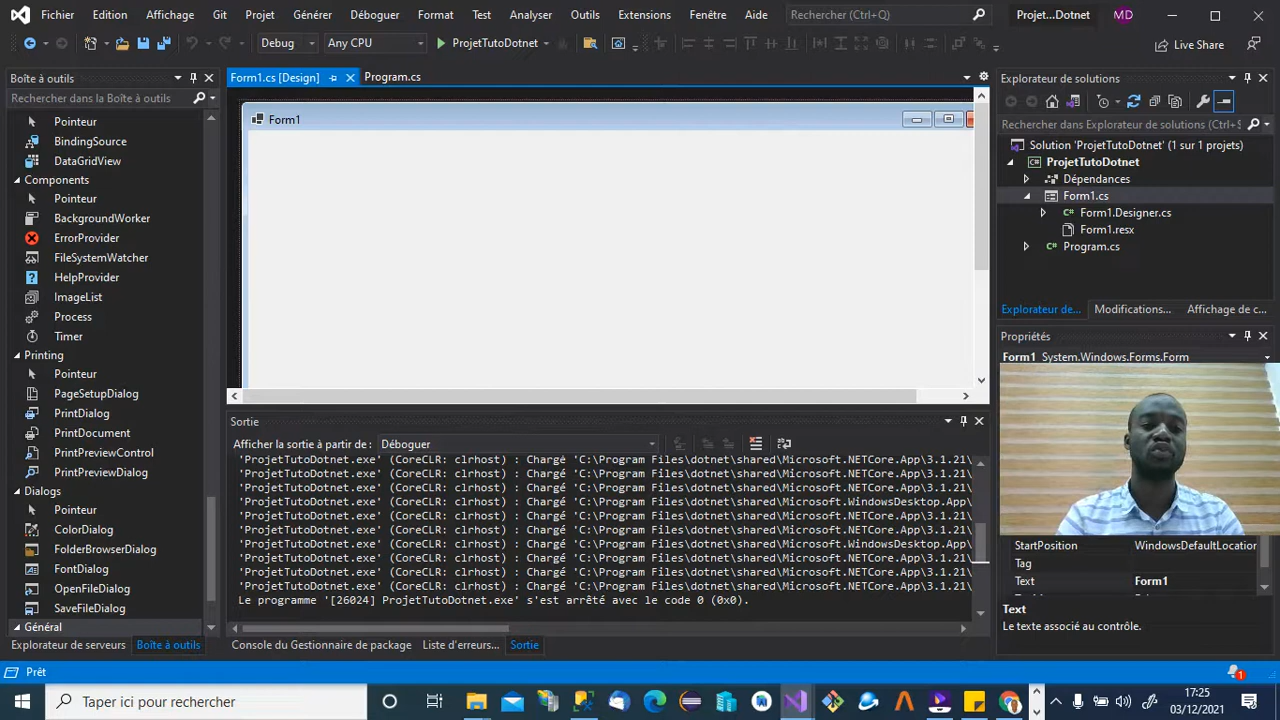 Fichier Edition Affichage Git Projet Générer Déboguer Format Test Analyser Outils Extensions Fenêtre Aide Rechercher (Ctrl+Q) Projet...Dotnet MD
Debug Any CPU ProjetTutoDotnet Live Share
Boîte à outils
Rechercher dans la Boîte à outils
Pointeur
BindingSource
DataGridView
Components
Pointeur
BackgroundWorker
ErrorProvider
FileSystemWatcher
HelpProvider
ImageList
Process
Timer
Printing
Pointeur
PageSetupDialog
PrintDialog
PrintDocument
PrintPreviewControl
PrintPreviewDialog
Dialogs
Pointeur
ColorDialog
FolderBrowserDialog
FontDialog
OpenFileDialog
SaveFileDialog
Général
Explorateur de serveurs Boîte à outils
Form1.cs [Design] Program.cs
Form1
Sortie
Afficher la sortie à partir de : Déboguer
'ProjetTutoDotnet.exe' (CoreCLR: clrhost) : Chargé 'C:\Program Files\dotnet\shared\Microsoft.NETCore.App\3.1.21\
'ProjetTutoDotnet.exe' (CoreCLR: clrhost) : Chargé 'C:\Program Files\dotnet\shared\Microsoft.NETCore.App\3.1.21\
'ProjetTutoDotnet.exe' (CoreCLR: clrhost) : Chargé 'C:\Program Files\dotnet\shared\Microsoft.NETCore.App\3.1.21\
'ProjetTutoDotnet.exe' (CoreCLR: clrhost) : Chargé 'C:\Program Files\dotnet\shared\Microsoft.WindowsDesktop.App\
'ProjetTutoDotnet.exe' (CoreCLR: clrhost) : Chargé 'C:\Program Files\dotnet\shared\Microsoft.NETCore.App\3.1.21\
'ProjetTutoDotnet.exe' (CoreCLR: clrhost) : Chargé 'C:\Program Files\dotnet\shared\Microsoft.NETCore.App\3.1.21\
'ProjetTutoDotnet.exe' (CoreCLR: clrhost) : Chargé 'C:\Program Files\dotnet\shared\Microsoft.WindowsDesktop.App\
'ProjetTutoDotnet.exe' (CoreCLR: clrhost) : Chargé 'C:\Program Files\dotnet\shared\Microsoft.NETCore.App\3.1.21\
'ProjetTutoDotnet.exe' (CoreCLR: clrhost) : Chargé 'C:\Program Files\dotnet\shared\Microsoft.NETCore.App\3.1.21\
'ProjetTutoDotnet.exe' (CoreCLR: clrhost) : Chargé 'C:\Program Files\dotnet\shared\Microsoft.NETCore.App\3.1.21\
Le programme '[26024] ProjetTutoDotnet.exe' s'est arrêté avec le code 0 (0x0).
Console du Gestionnaire de package Liste d'erreurs... Sortie
Explorateur de solutions
Rechercher dans Explorateur de solutions (Ctrl+$
Solution 'ProjetTutoDotnet' (1 sur 1 projets)
ProjetTutoDotnet
Dépendances
Form1.cs
Form1.Designer.cs
Form1.resx
Program.cs
Explorateur de... Modifications... Affichage de c...
Propriétés
Form1 System.Windows.Forms.Form
StartPosition WindowsDefaultLocation
Tag
Text Form1
Text
Le texte associé au contrôle.
Prêt 1
Taper ici pour rechercher
17:25
03/12/2021